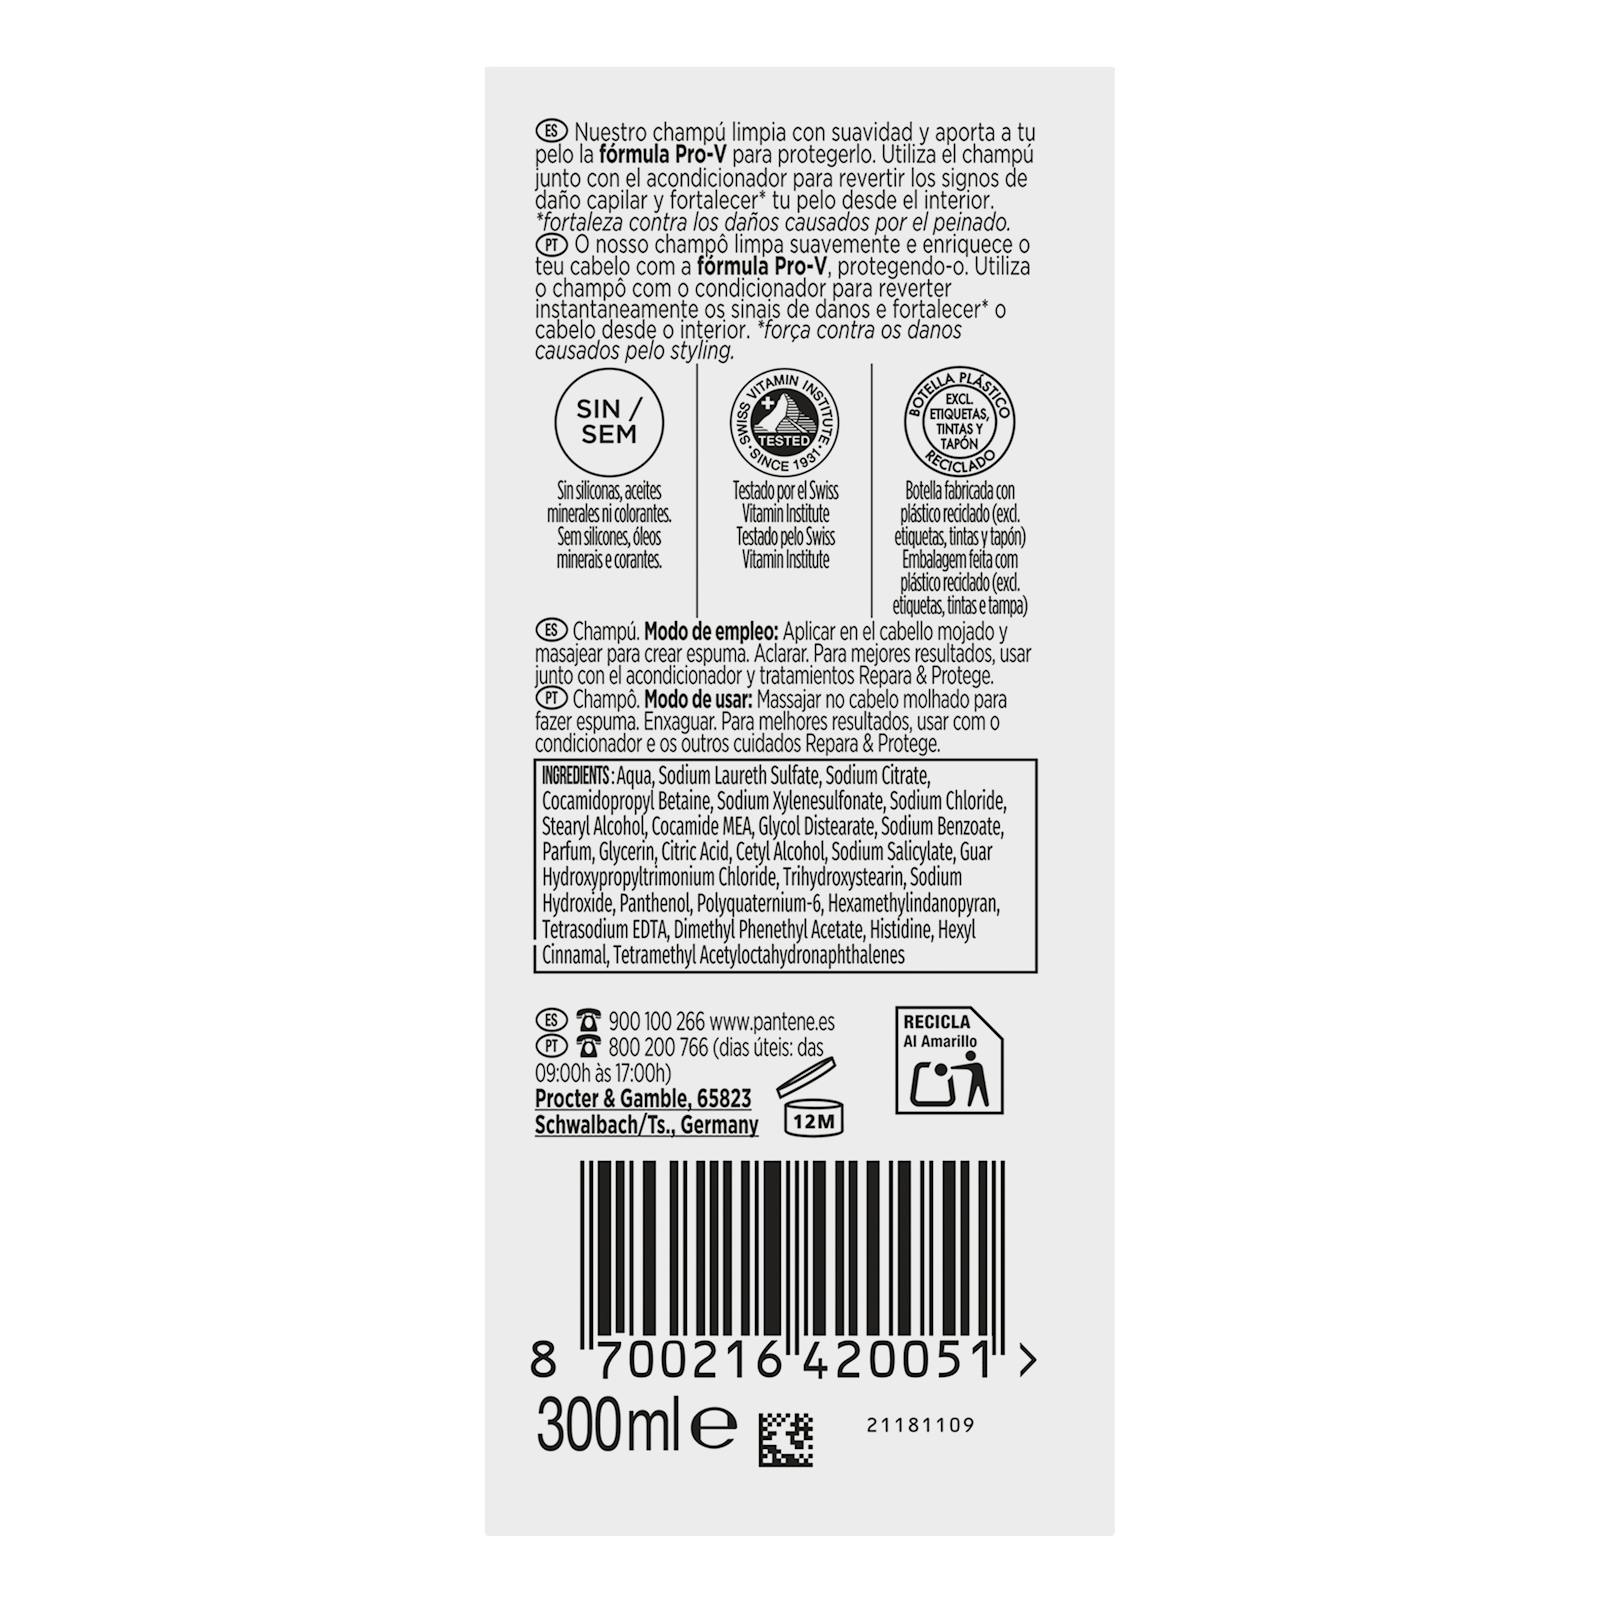 ES Nuestro champú limpia con suavidad y aporta a tu
pelo la fórmula Pro-V para protegerlo. Utiliza el champú
junto con el acondicionador para revertir los signos de
daño capilar y fortalecer* tu pelo desde el interior.
*fortaleza contra los daños causados por el peinado.
PT O nosso champô limpa suavemente e enriquece o
teu cabelo com a fórmula Pro-V, protegendo-o. Utiliza
o champô com o condicionador para reverter
instantaneamente os sinais de danos e fortalecer* o
cabelo desde o interior. *força contra os danos
causados pelo styling.
SIN /
SEM
Sin siliconas, aceites
minerales ni colorantes.
Sem silicones, óleos
minerais e corantes.
SWISS VITAMIN INSTITUTE
TESTED
SINCE 1931
Testado por el Swiss
Vitamin Institute
Testado pelo Swiss
Vitamin Institute
BOTELLA PLÁSTICO
EXCL.
ETIQUETAS,
TINTAS Y
TAPÓN
RECICLADO
Botella fabricada con
plástico reciclado (excl.
etiquetas, tintas y tapón)
Embalagem feita com
plástico reciclado (excl.
etiquetas, tintas e tampa)
ES Champú. Modo de empleo: Aplicar en el cabello mojado y
masajear para crear espuma. Aclarar. Para mejores resultados, usar
junto con el acondicionador y tratamientos Repara & Protege.
PT Champô. Modo de usar: Massajar no cabelo molhado para
fazer espuma. Enxaguar. Para melhores resultados, usar com o
condicionador e os outros cuidados Repara & Protege.
INGREDIENTS: Aqua, Sodium Laureth Sulfate, Sodium Citrate,
Cocamidopropyl Betaine, Sodium Xylenesulfonate, Sodium Chloride,
Stearyl Alcohol, Cocamide MEA, Glycol Distearate, Sodium Benzoate,
Parfum, Glycerin, Citric Acid, Cetyl Alcohol, Sodium Salicylate, Guar
Hydroxypropyltrimonium Chloride, Trihydroxystearin, Sodium
Hydroxide, Panthenol, Polyquaternium-6, Hexamethylindanopyran,
Tetrasodium EDTA, Dimethyl Phenethyl Acetate, Histidine, Hexyl
Cinnamal, Tetramethyl Acetyloctahydronaphthalenes
ES 900 100 266 www.pantene.es
PT 800 200 766 (dias úteis: das
09:00h às 17:00h)
Procter & Gamble, 65823
Schwalbach/Ts., Germany
12M
RECICLA
Al Amarillo
8 700216 420051 >
300ml e
21181109